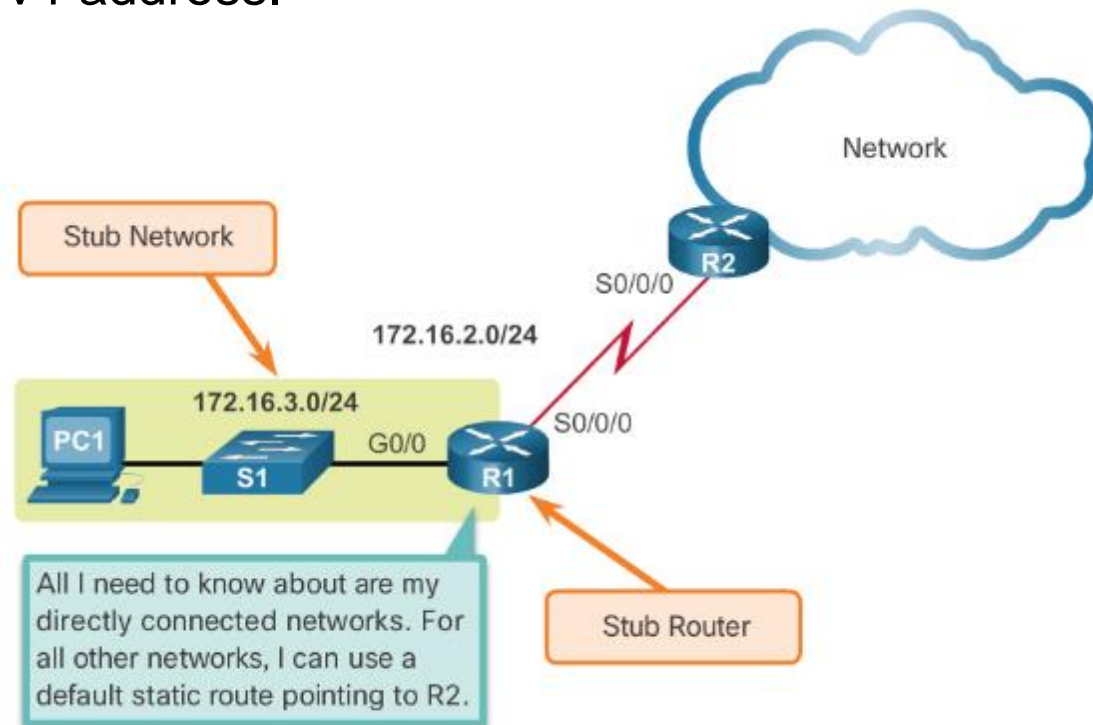 address.
Network
Stub Network
R2
S0/0/0
172.16.2.0/24
172.16.3.0/24
S0/0/0
PC1
G0/0
S1
R1
All I need to know about are my
directly connected networks. For
all other networks, I can use a
default static route pointing to R2.
Stub Router